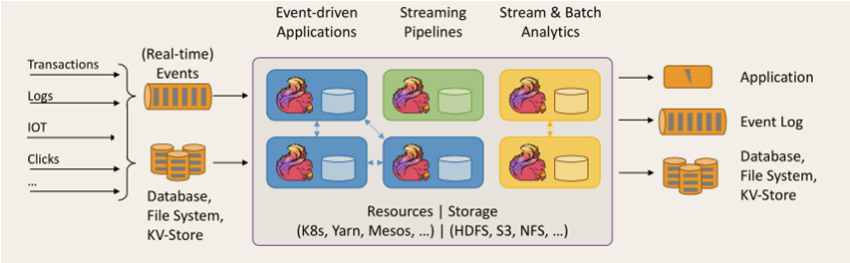 Transactions
Logs
IOT
Clicks
...
(Real-time)
Events
Database,
File System,
KV-Store
Event-driven
Applications
Streaming
Pipelines
Stream & Batch
Analytics
Resources | Storage
(K8s, Yarn, Mesos, ...) | (HDFS, S3, NFS, ...)
Application
Event Log
Database,
File System,
KV-Store